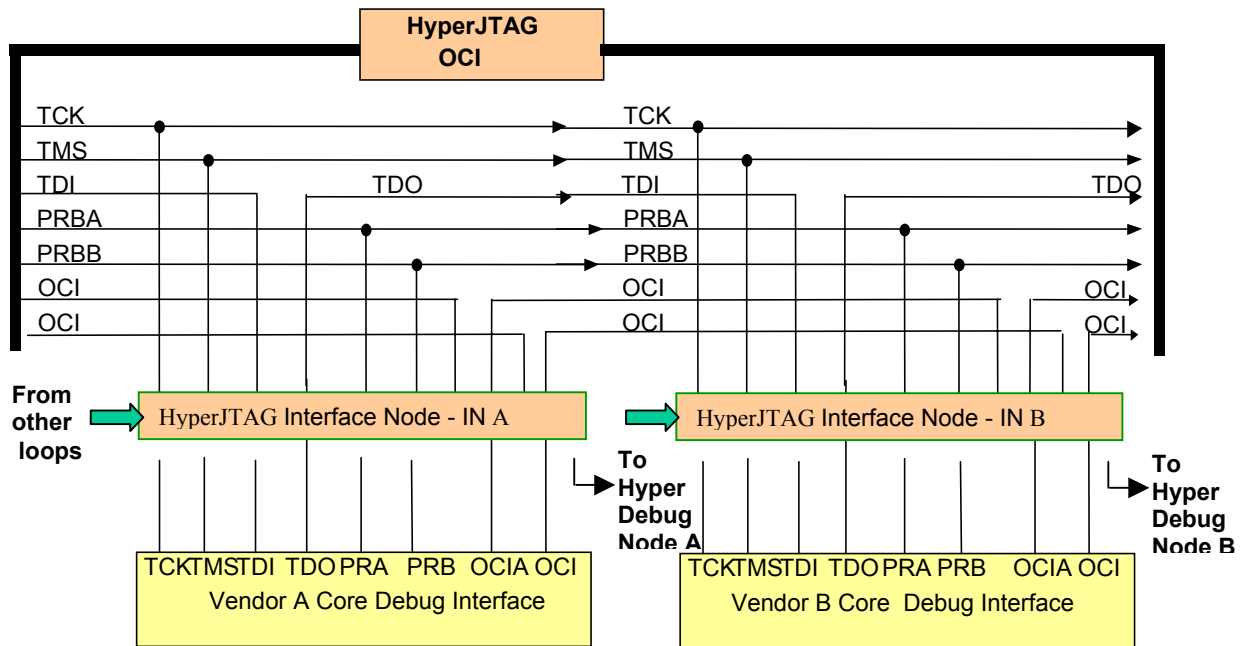 HyperJTAG
OCI
TCK TCK
TMS TMS
TDI TDO TDI TDO
PRBA PRBA
PRBB PRBB
OCI OCI OCI
OCI OCI OCI
From
other
loops
HyperJTAG Interface Node - IN A
HyperJTAG Interface Node - IN B
To
Hyper
Debug
Node A
To
Hyper
Debug
Node B
TCKTMSTDI TDO PRA PRB OCIA OCI
Vendor A Core Debug Interface
TCKTMSTDI TDO PRA PRB OCIA OCI
Vendor B Core Debug Interface